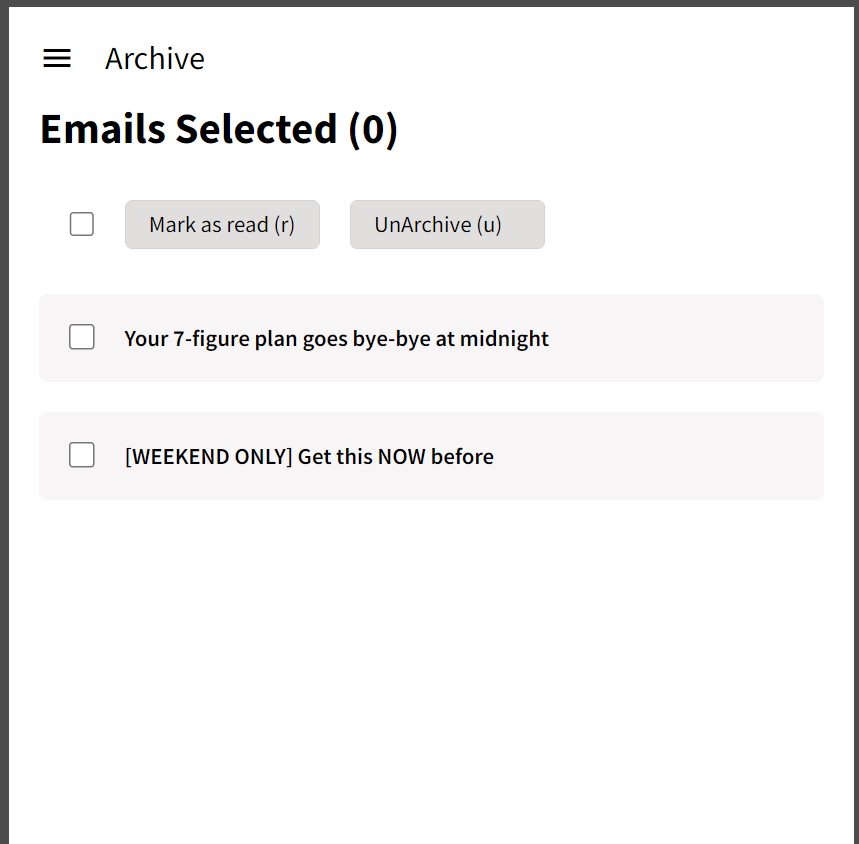 Archive
Emails Selected (0)
Mark as read (r)
UnArchive (u)
Your 7-figure plan goes bye-bye at midnight
[WEEKEND ONLY] Get this NOW before